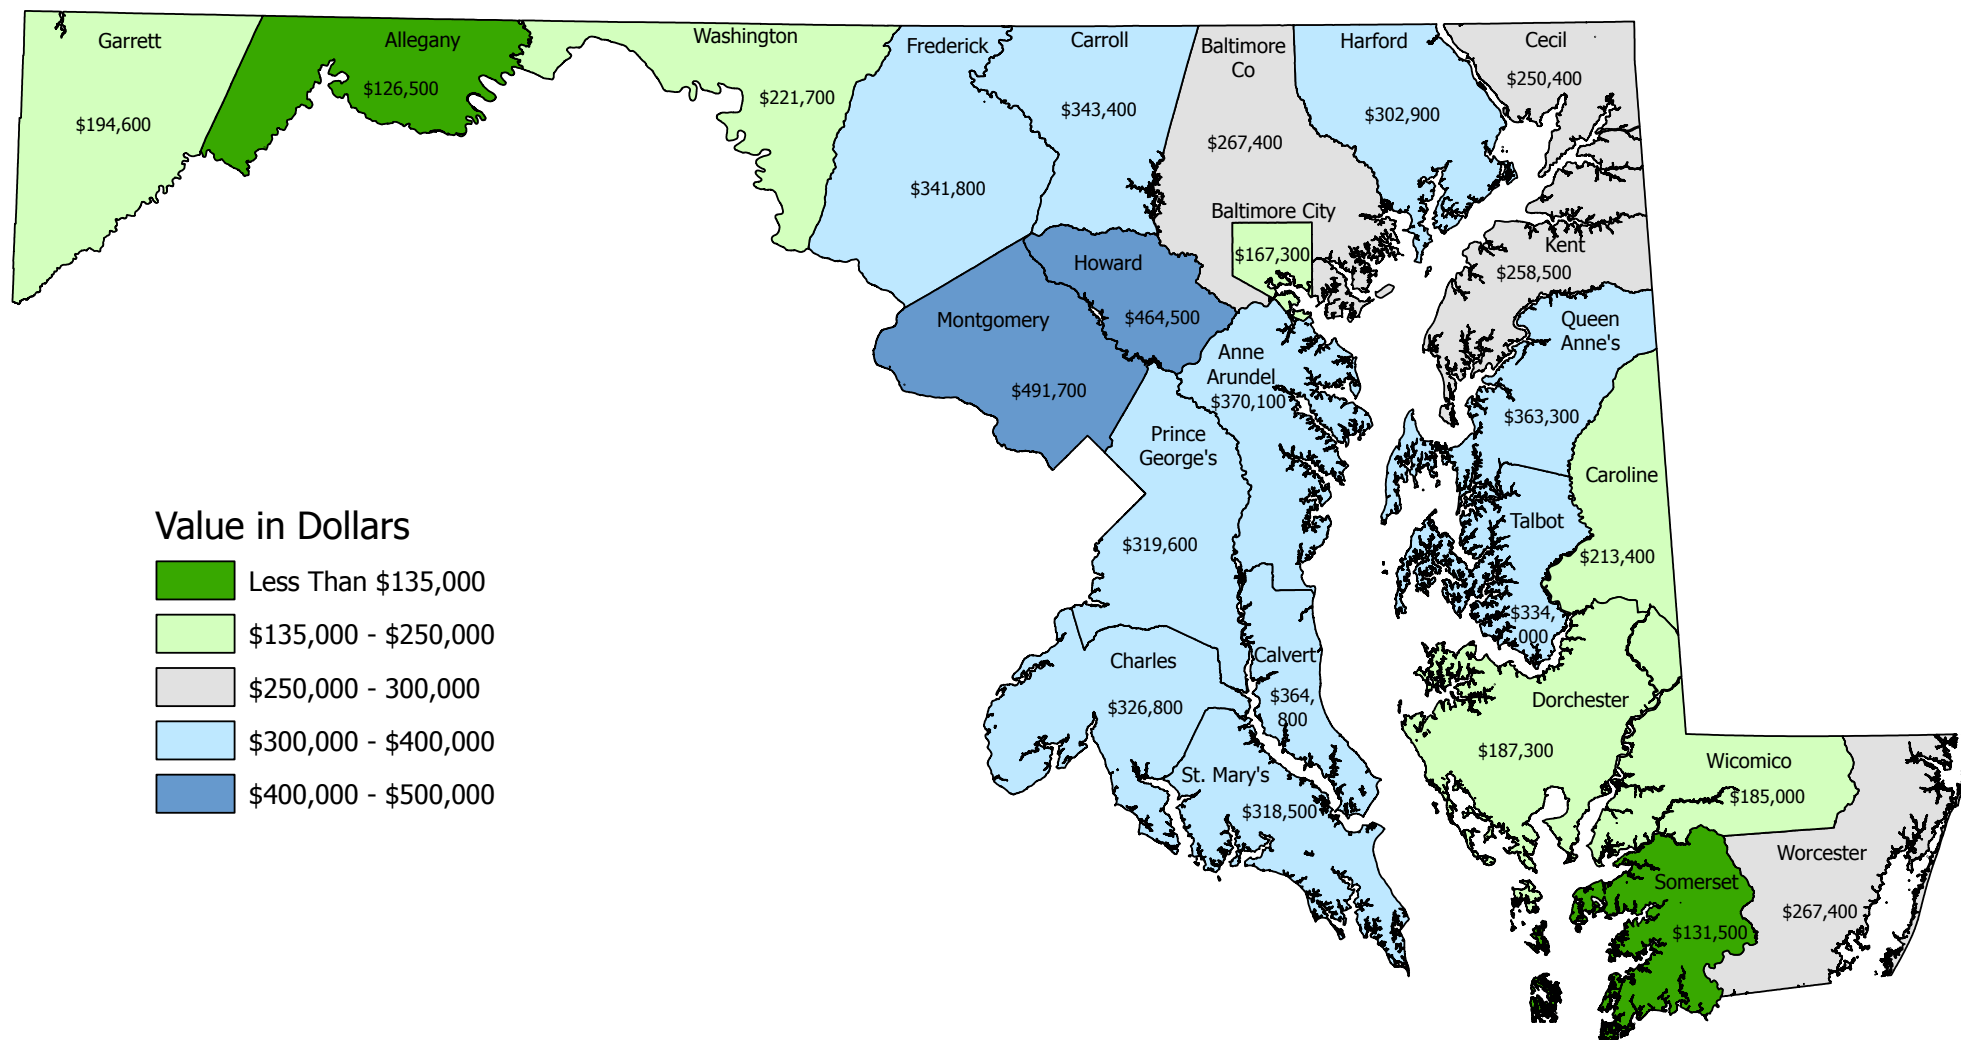 Garrett
$194,600
Allegany
$126,500
Washington
$221,700
Frederick
$341,800
Carroll
$343,400
Baltimore
Co
$267,400
Harford
$302,900
Cecil
$250,400
Baltimore City
$167,300
Kent
$258,500
Howard
$464,500
Montgomery
$491,700
Anne
Arundel
$370,100
Queen
Anne's
$363,300
Prince
George's
$319,600
Caroline
$213,400
Talbot
$334,
000
Charles
$326,800
Calvert
$364,
800
St. Mary's
$318,500
Dorchester
$187,300
Wicomico
$185,000
Worcester
$267,400
Somerset
$131,500
Value in Dollars
Less Than $135,000
$135,000 - $250,000
$250,000 - 300,000
$300,000 - $400,000
$400,000 - $500,000